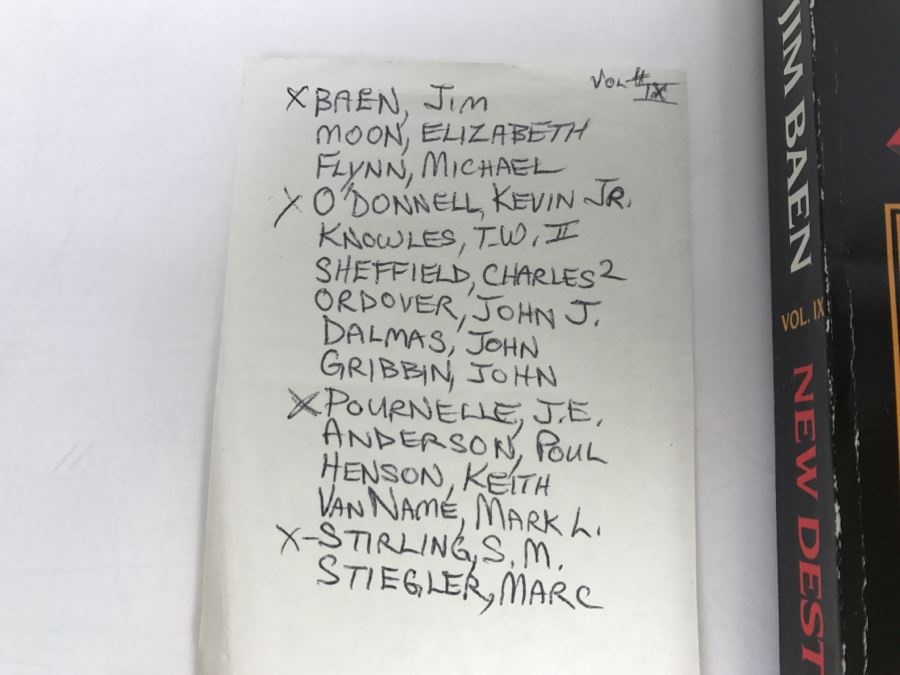 VOL # IX
X BAEN, JIM
MOON, ELIZABETH
FLYNN, MICHAEL
X O'DONNELL, KEVIN JR.
KNOWLES, T.W. II
SHEFFIELD, CHARLES 2
ORDOVER, JOHN J.
DALMAS, JOHN
GRIBBIN, JOHN
X POURNELLE, J.E.
ANDERSON, POUL
HENSON, KEITH
VAN NAME, MARK L.
X-STIRLING, S.M.
STIEGLER, MARC
JIM BAEN
VOL. IX
NEW DEST